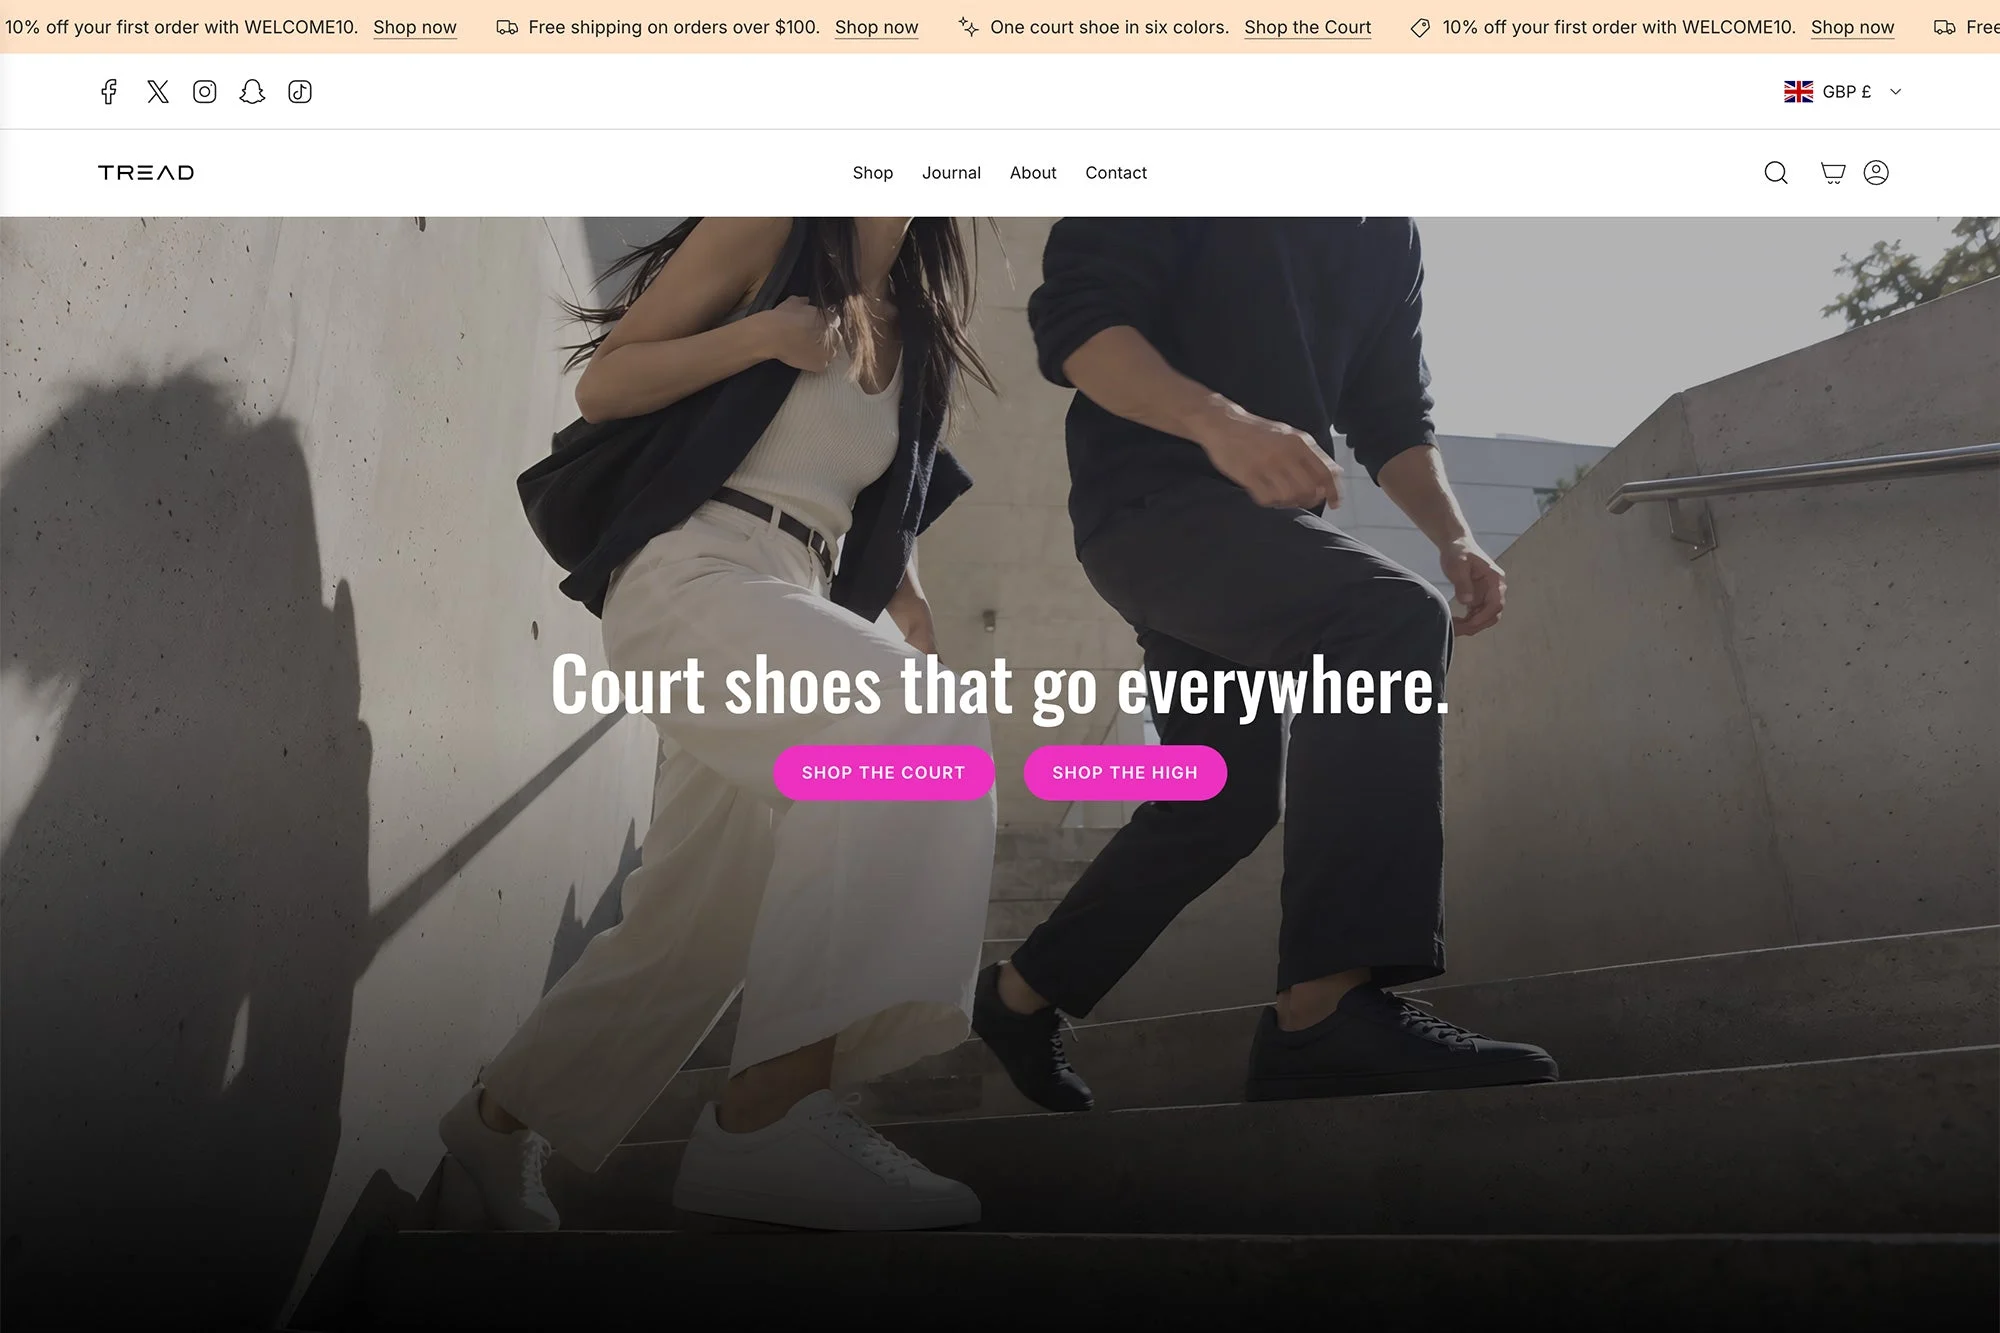 10% off your first order with WELCOME10. Shop now Free shipping on orders over $100. Shop now One court shoe in six colors. Shop the Court 10% off your first order with WELCOME10. Shop now Free
GBP £
TREAD Shop Journal About Contact
Court shoes that go everywhere.
SHOP THE COURT SHOP THE HIGH